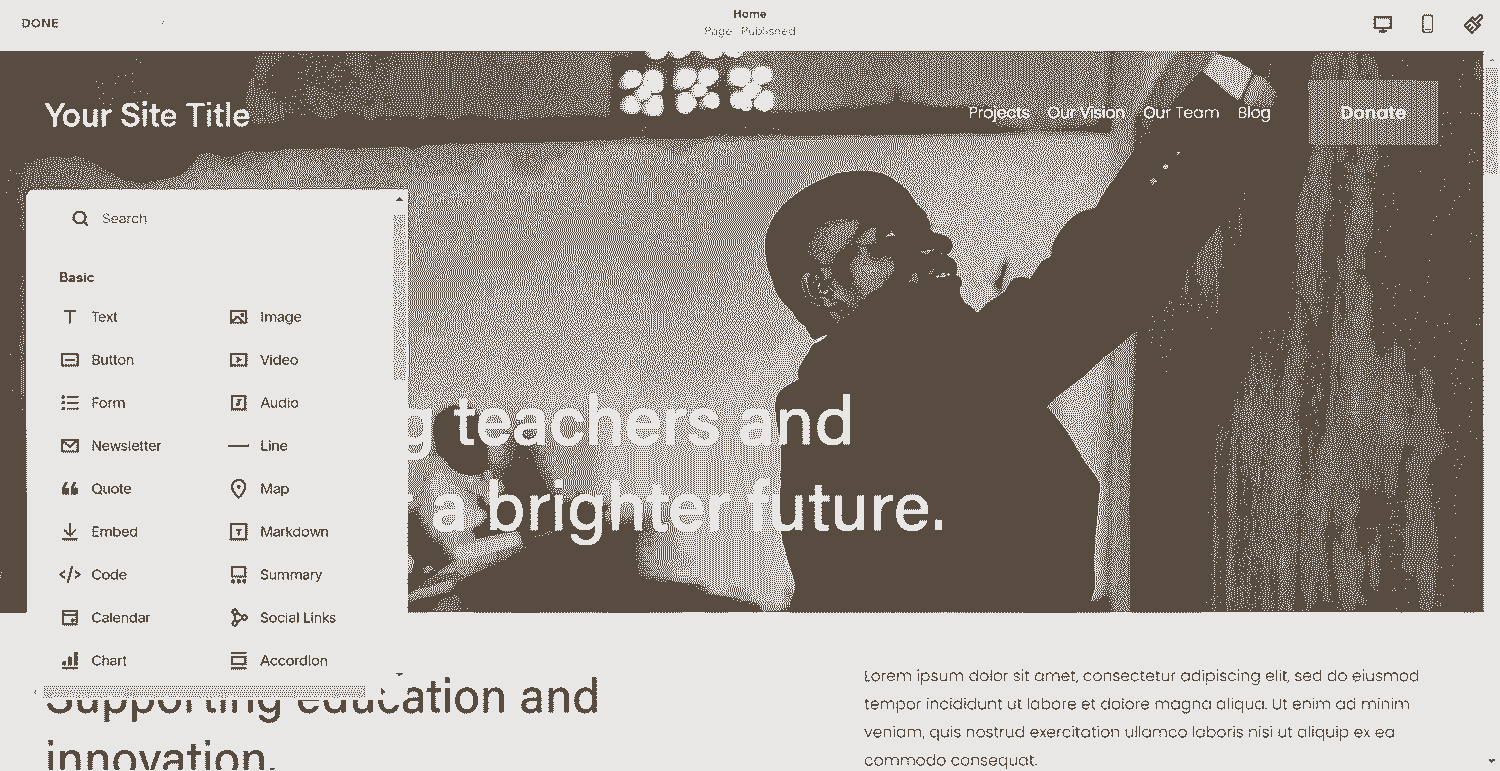 DONE
Home
Page · Published
Your Site Title
Projects Our Vision Our Team Blog Donate
Search
Basic
Text Image
Button Video
Form Audio
Newsletter Line
Quote Map
Embed Markdown
Code Summary
Calendar Social Links
Chart Accordion
g teachers and
a brighter future.
Supporting education and
innovation.
Lorem ipsum dolor sit amet, consectetur adipiscing elit, sed do eiusmod
tempor incididunt ut labore et dolore magna aliqua. Ut enim ad minim
veniam, quis nostrud exercitation ullamco laboris nisi ut aliquip ex ea
commodo consequat.